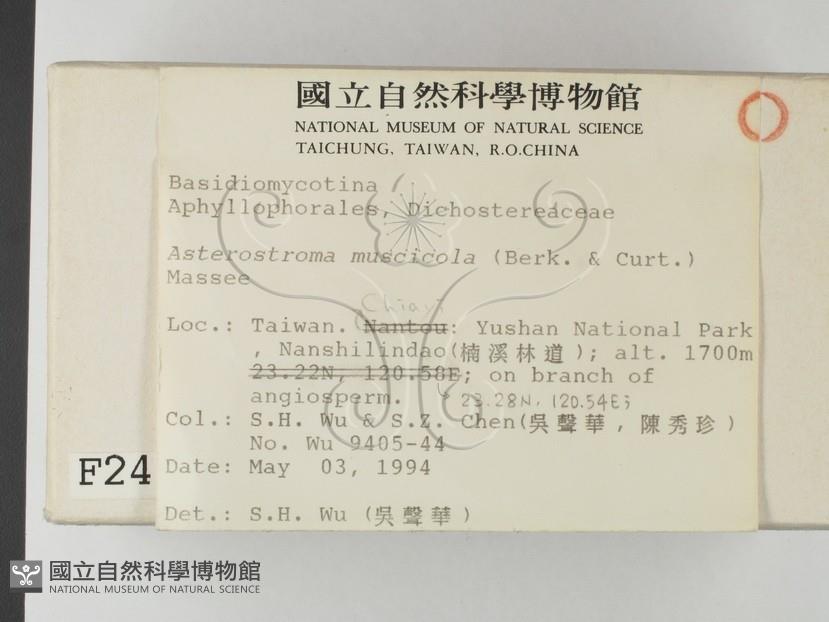 國立自然科學博物館
NATIONAL MUSEUM OF NATURAL SCIENCE
TAICHUNG, TAIWAN, R.O.CHINA
Basidiomycotina
Aphyllophorales, Dichostereaceae
Asterostroma muscicola (Berk. & Curt.)
Massee
Chiayi
Loc.: Taiwan. Nantou: Yushan National Park
, Nanshilindao(楠溪林道); alt. 1700m
23.22N, 120.58E; on branch of
angiosperm. 23.28N, 120.54E;
Col.: S.H. Wu & S.Z. Chen(吳聲華, 陳秀珍)
No. Wu 9405-44
Date: May 03, 1994
Det.: S.H. Wu (吳聲華)
F24
國立自然科學博物館
NATIONAL MUSEUM OF NATURAL SCIENCE